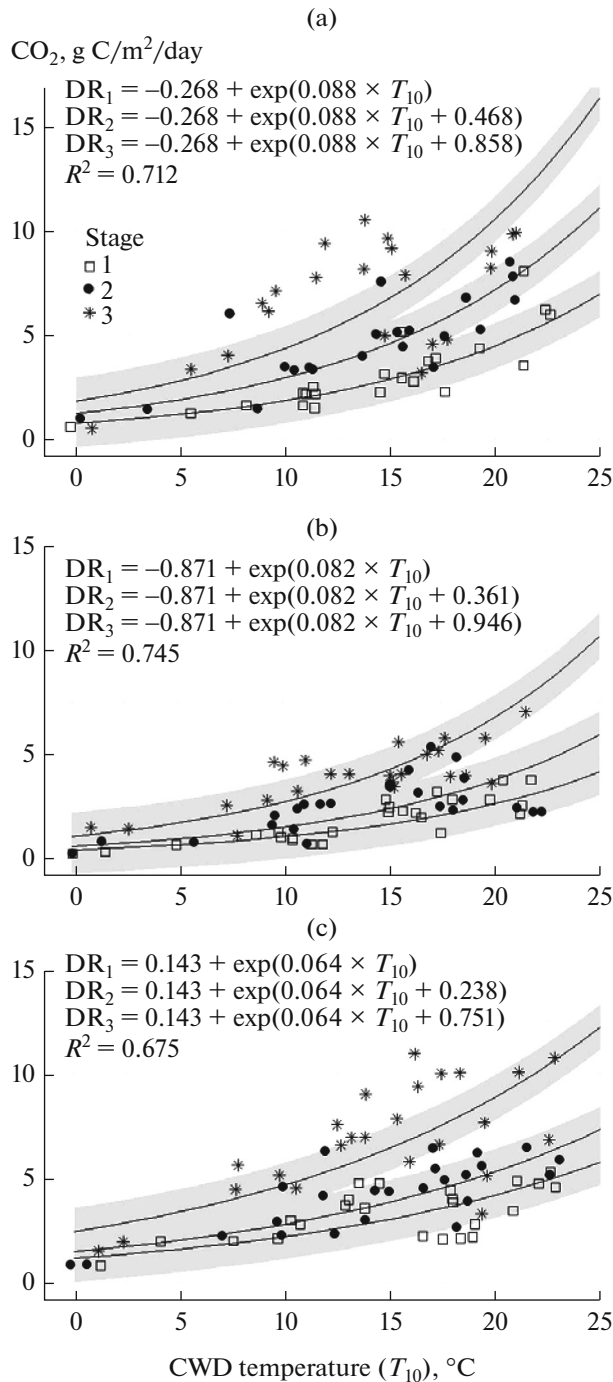 (a)
CO₂, g C/m²/day
DR₁ = –0.268 + exp(0.088 × T₁₀)
DR₂ = –0.268 + exp(0.088 × T₁₀ + 0.468)
DR₃ = –0.268 + exp(0.088 × T₁₀ + 0.858)
R² = 0.712
Stage
1
2
3
15
10
5
0
0 5 10 15 20 25
(b)
DR₁ = –0.871 + exp(0.082 × T₁₀)
DR₂ = –0.871 + exp(0.082 × T₁₀ + 0.361)
DR₃ = –0.871 + exp(0.082 × T₁₀ + 0.946)
R² = 0.745
15
10
5
0
0 5 10 15 20 25
(c)
DR₁ = 0.143 + exp(0.064 × T₁₀)
DR₂ = 0.143 + exp(0.064 × T₁₀ + 0.238)
DR₃ = 0.143 + exp(0.064 × T₁₀ + 0.751)
R² = 0.675
15
10
5
0
0 5 10 15 20 25
CWD temperature (T₁₀), °C